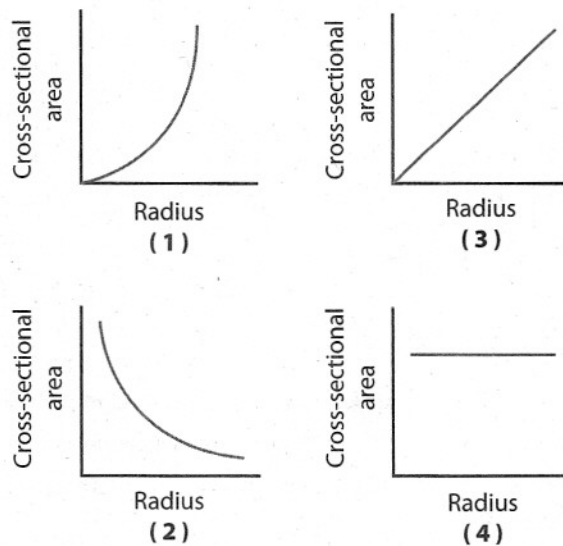 Cross-sectional
area
Radius
(1)
Cross-sectional
area
Radius
(3)
Cross-sectional
area
Radius
(2)
Cross-sectional
area
Radius
(4)